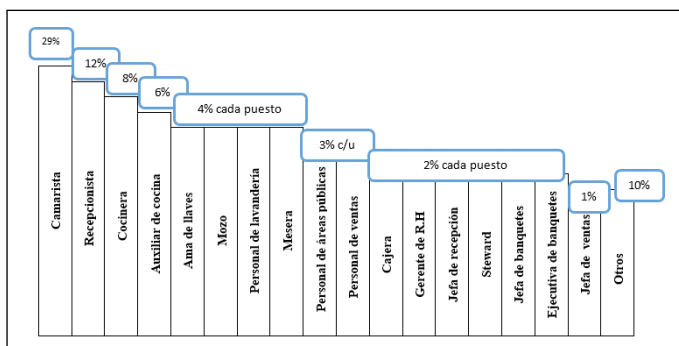 29%
12%
8%
6%
4% cada puesto
3% c/u
2% cada puesto
1%
10%
Camarista
Recepcionista
Cocinera
Auxiliar de cocina
Ama de llaves
Mozo
Personal de lavandería
Mesera
Personal de áreas públicas
Personal de ventas
Cajera
Gerente de R.H
Jefa de recepción
Steward
Jefa de banquetes
Ejecutiva de banquetes
Jefa de ventas
Otros